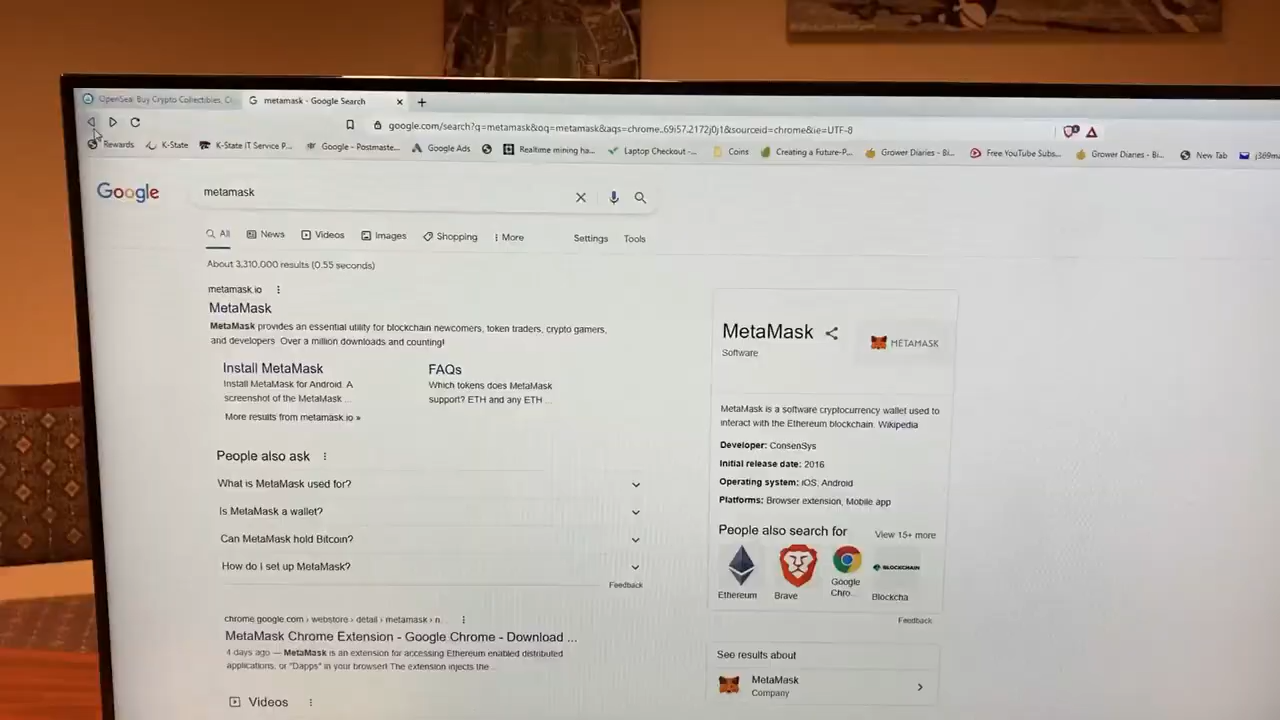 OpenSea: Buy Crypto Collectibles, C
metamask - Google Search
google.com/search?q=metamask&oq=metamask&aqs=chrome..69i57.2172j0j1&sourceid=chrome&ie=UTF-8
Rewards
K-State
K-State IT Service P...
Google - Postmaste...
Google Ads
Realtime mining ha...
Laptop Checkout -...
Coins
Creating a Future-P...
Grower Diaries - Bi...
Free YouTube Subs...
Grower Diaries - Bi...
New Tab
Google
metamask
All
News
Videos
Images
Shopping
More
Settings
Tools
About 3,310,000 results (0.55 seconds)
metamask.io
MetaMask
MetaMask provides an essential utility for blockchain newcomers, token traders, crypto gamers,
and developers. Over a million downloads and counting!
Install MetaMask
Install MetaMask for Android. A
screenshot of the MetaMask ...
FAQs
Which tokens does MetaMask
support? ETH and any ETH ...
More results from metamask.io »
People also ask
What is MetaMask used for?
Is MetaMask a wallet?
Can MetaMask hold Bitcoin?
How do i set up MetaMask?
Feedback
chrome.google.com › webstore › detail › metamask › n...
MetaMask Chrome Extension - Google Chrome - Download ...
4 days ago — MetaMask is an extension for accessing Ethereum enabled distributed
applications, or "Dapps" in your browser! The extension injects the...
Videos
MetaMask
Software
METAMASK
MetaMask is a software cryptocurrency wallet used to
interact with the Ethereum blockchain. Wikipedia
Developer: ConsenSys
Initial release date: 2016
Operating system: iOS, Android
Platforms: Browser extension, Mobile app
People also search for
View 15+ more
Ethereum
Brave
Google
Chro...
BLOCKCHAIN
Blockcha
Feedback
See results about
MetaMask
Company